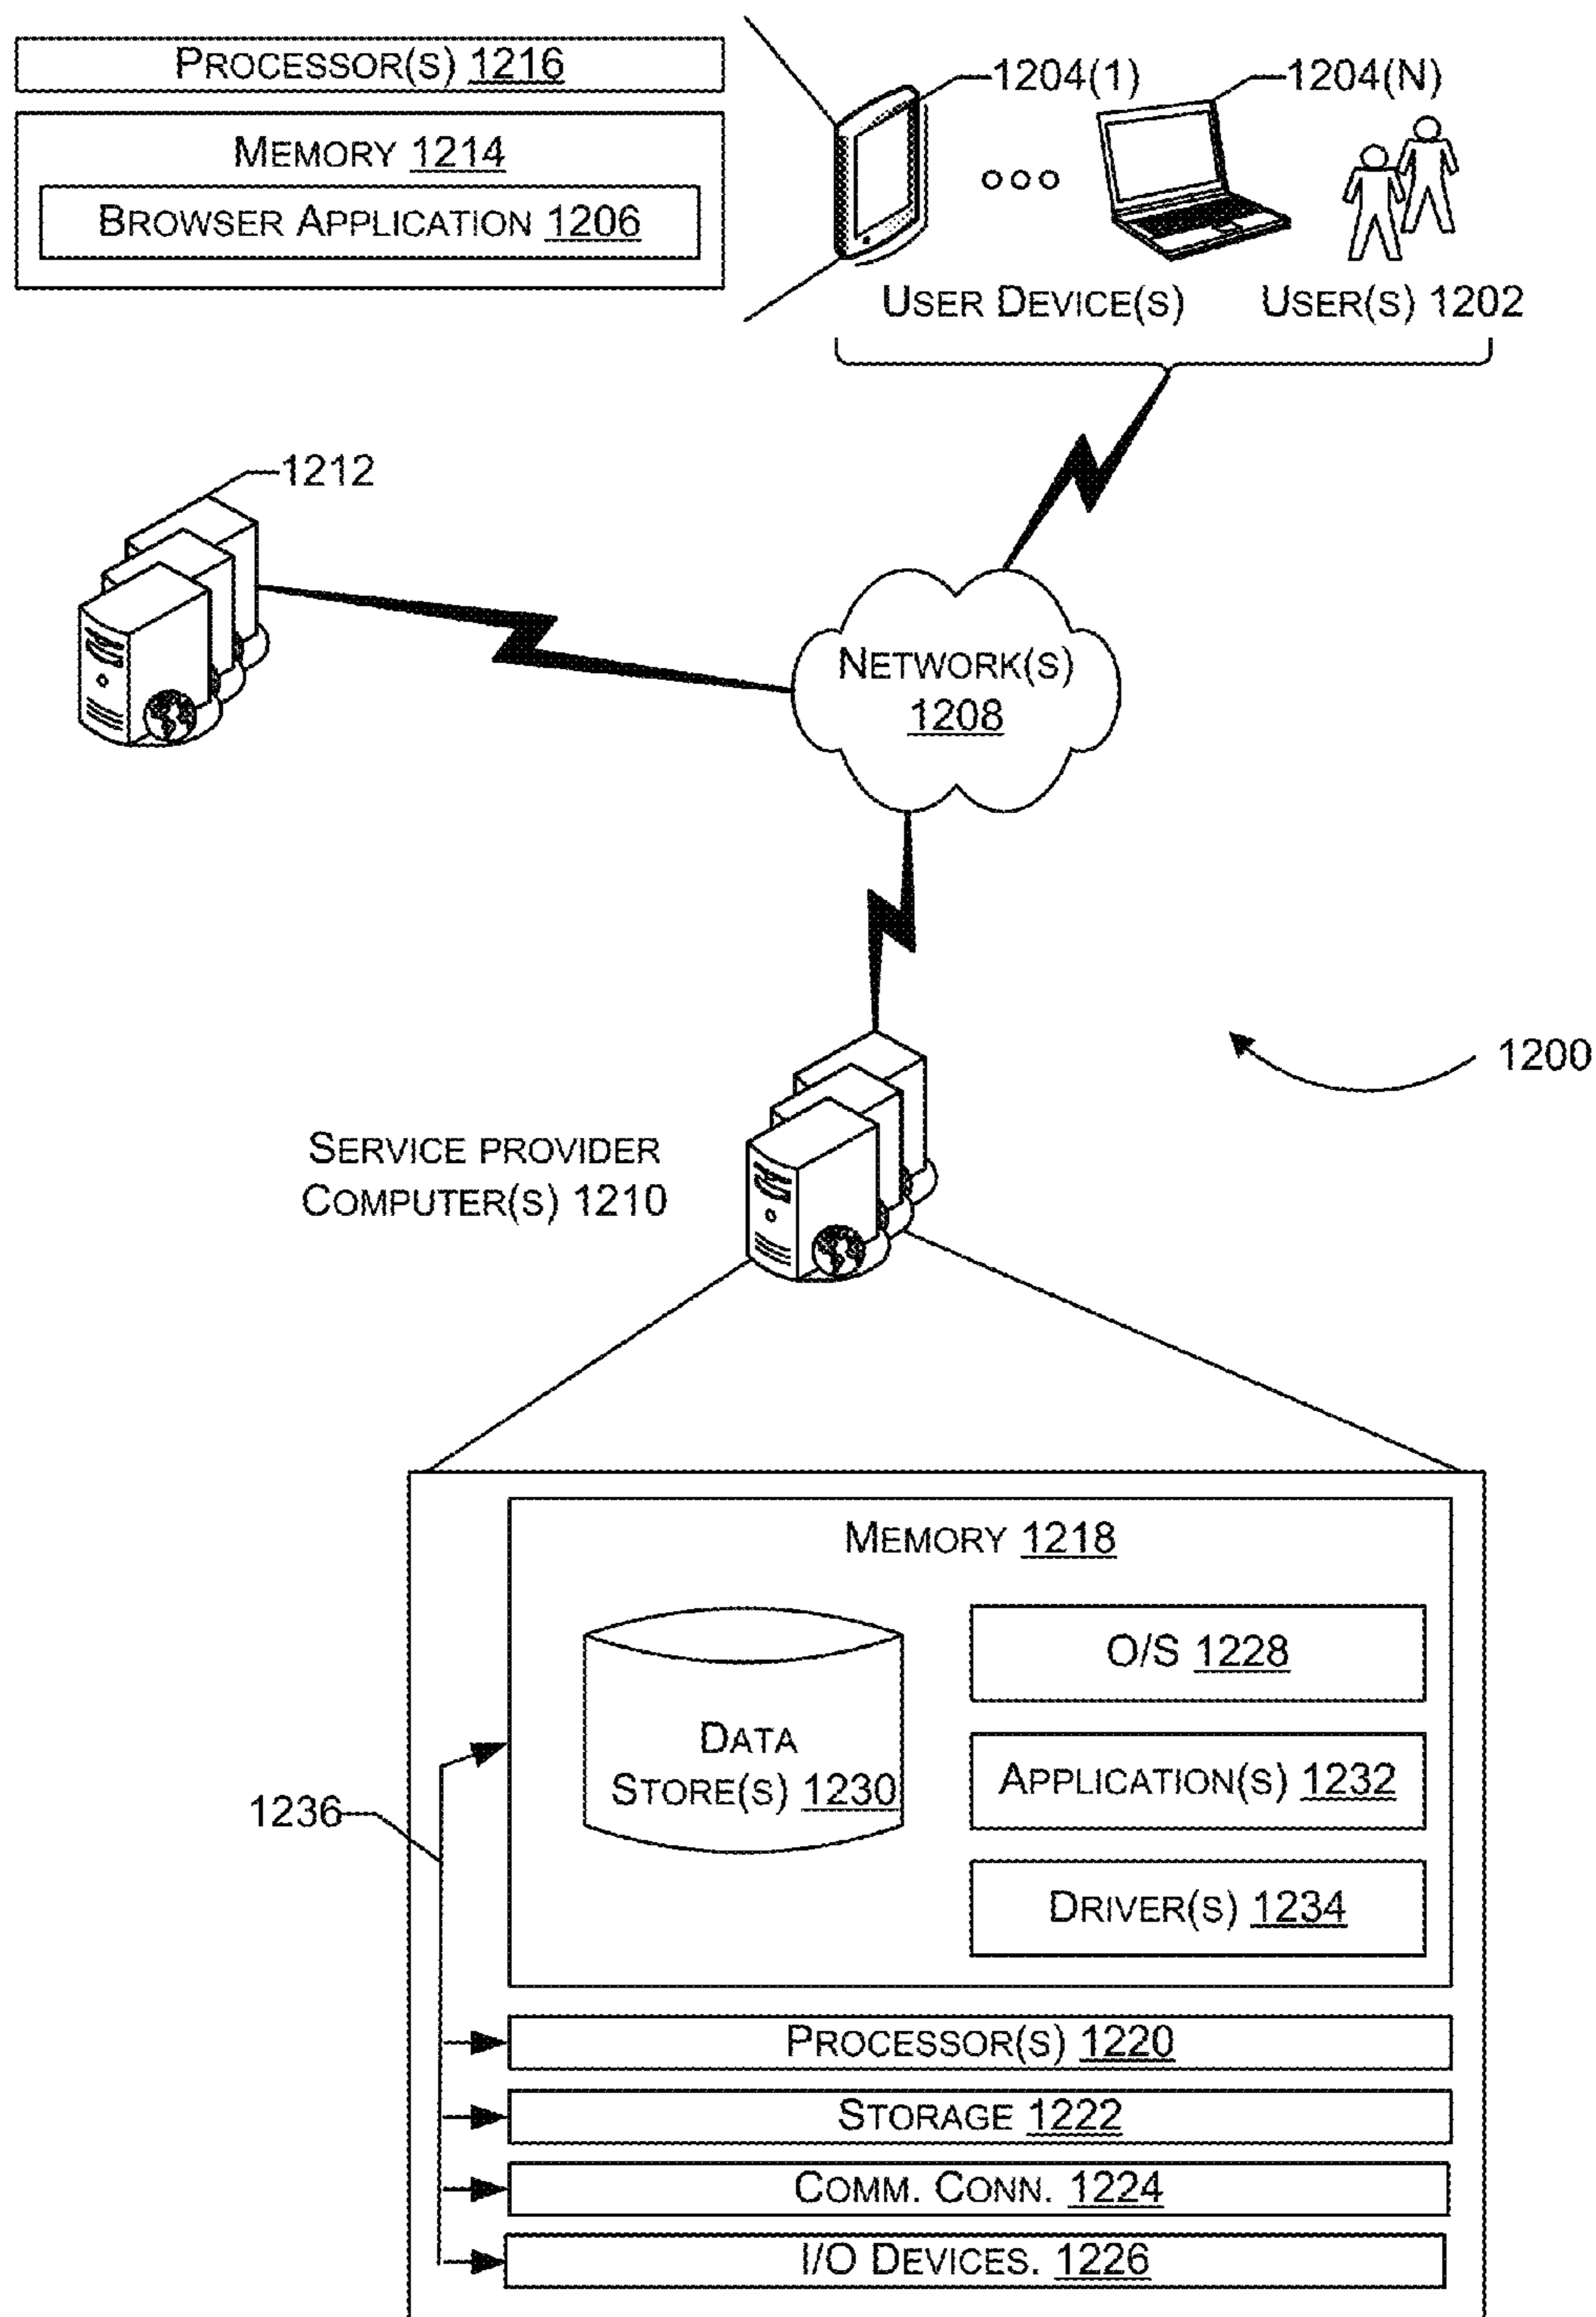 PROCESSOR(S) 1216
MEMORY 1214
BROWSER APPLICATION 1206
1204(1)
1204(N)
USER DEVICE(S)
USER(S) 1202
1212
NETWORK(S)
1208
1200
SERVICE PROVIDER
COMPUTER(S) 1210
MEMORY 1218
DATA
STORE(S) 1230
O/S 1228
APPLICATION(S) 1232
DRIVER(S) 1234
1236
PROCESSOR(S) 1220
STORAGE 1222
COMM. CONN. 1224
I/O DEVICES. 1226